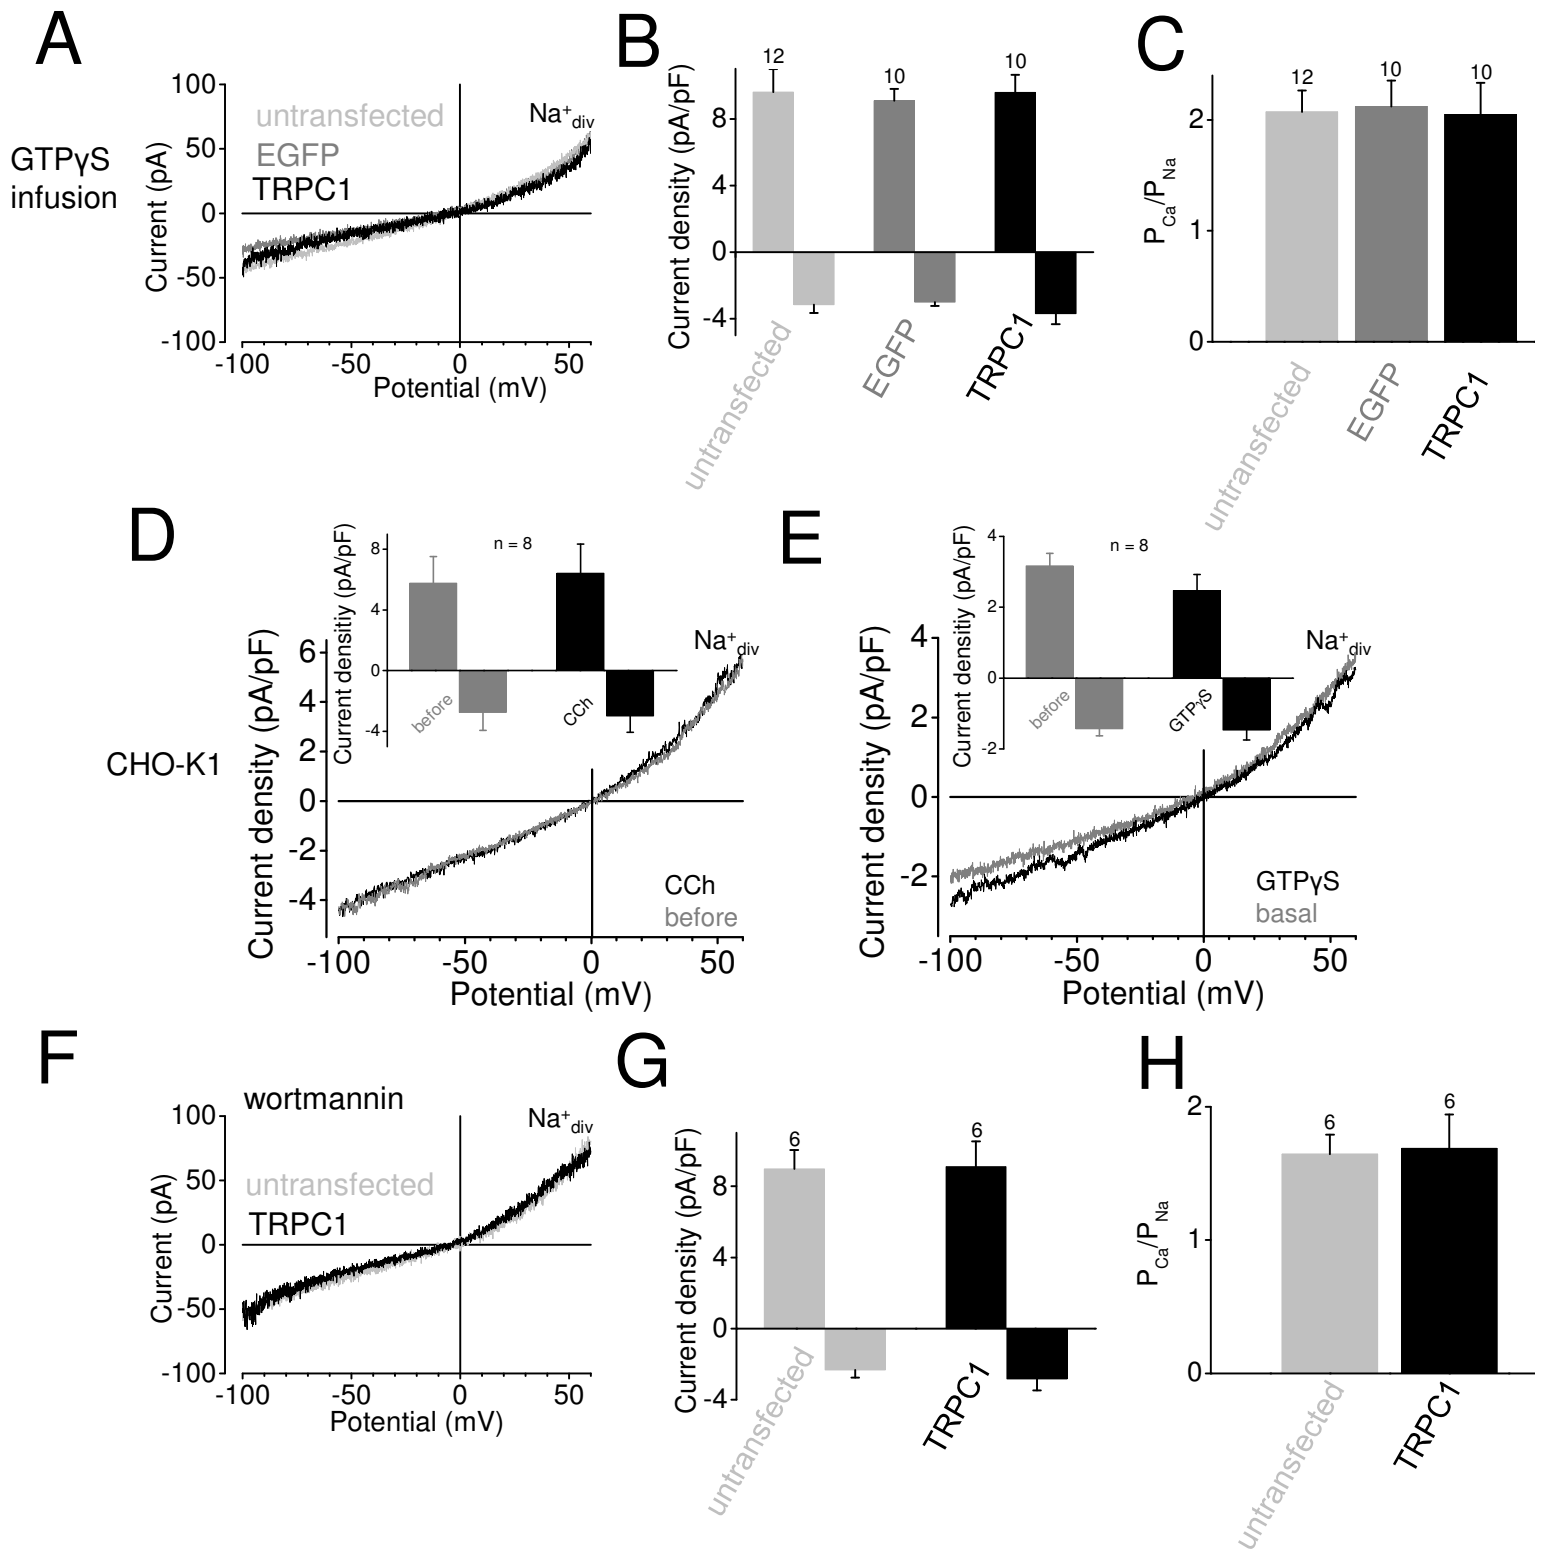 A
GTPγS
infusion
Current (pA)
100
50
0
-50
-100
untransfected
EGFP
TRPC1
Na+div
-100
-50
0
50
Potential (mV)
B
Current density (pA/pF)
8
4
0
-4
12
10
10
untransfected
EGFP
TRPC1
C
PCa/PNa
2
1
0
12
10
10
untransfected
EGFP
TRPC1
D
CHO-K1
Current density (pA/pF)
6
4
2
0
-2
-4
Current densitiy (pA/pF)
8
4
0
-4
n = 8
before
CCh
Na+div
CCh
before
-100
-50
0
50
Potential (mV)
E
Current density (pA/pF)
4
2
0
-2
Current densitiy (pA/pF)
4
2
0
-2
n = 8
before
GTPγS
Na+div
GTPγS
basal
-100
-50
0
50
Potential (mV)
F
wortmannin
Current (pA)
100
50
0
-50
-100
untransfected
TRPC1
Na+div
-100
-50
0
50
Potential (mV)
G
Current density (pA/pF)
8
4
0
-4
6
6
untransfected
TRPC1
H
PCa/PNa
2
1
0
6
6
untransfected
TRPC1